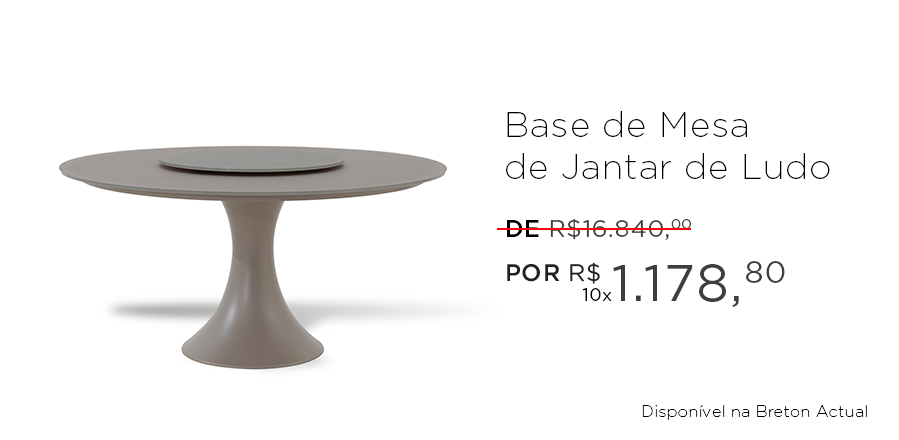 Base de Mesa
de Jantar de Ludo
DE R$16.840,00
POR R$ 10x 1.178,80
Disponível na Breton Actual